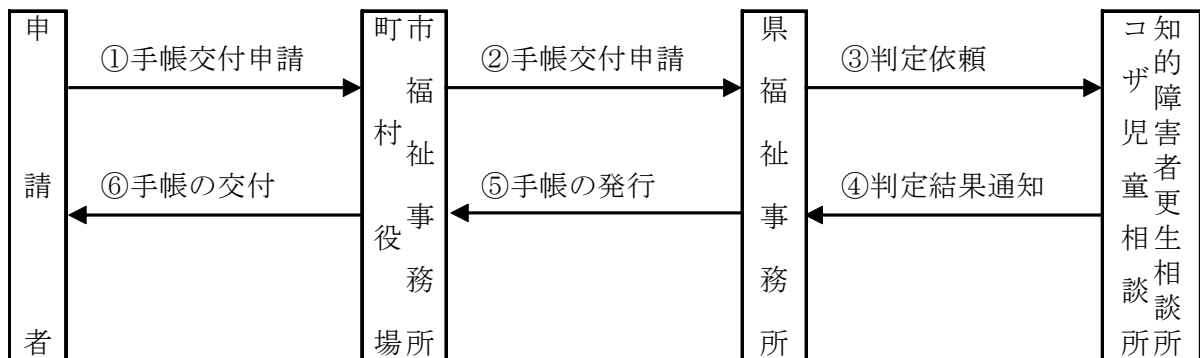 申請者
①手帳交付申請
⑥手帳の交付
市福祉事務所
町村役場
②手帳交付申請
⑤手帳の発行
県福祉事務所
③判定依頼
④判定結果通知
知的障害者更生相談所
コザ児童相談所